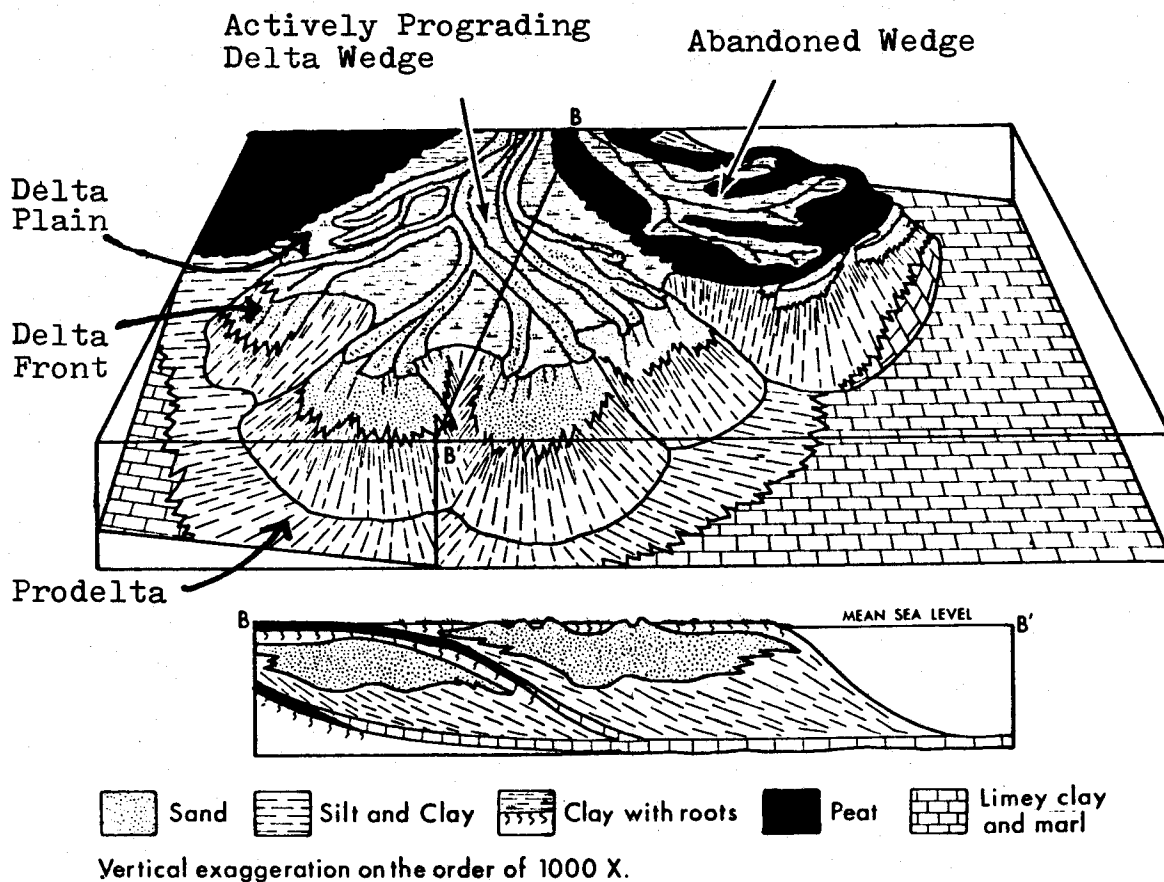 Actively Prograding
Delta Wedge
Abandoned Wedge
B
Delta
Plain
Delta
Front
B'
Prodelta
B
MEAN SEA LEVEL
B'
Sand
Silt and Clay
Clay with roots
Peat
Limey clay
and marl
Vertical exaggeration on the order of 1000 X.